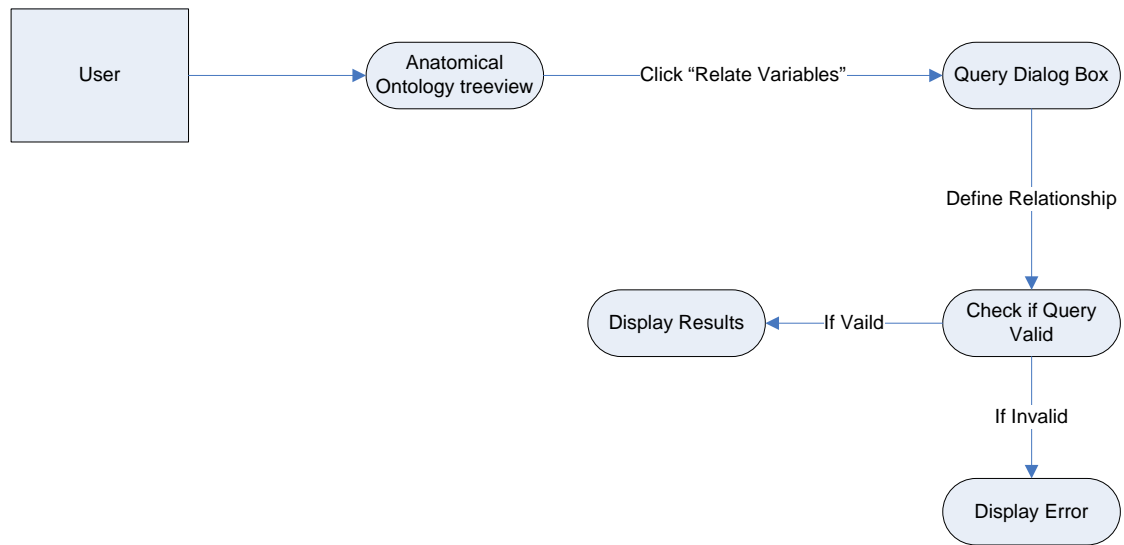 User
Anatomical
Ontology treeview
Click “Relate Variables”
Query Dialog Box
Define Relationship
Check if Query
Valid
If Vaild
Display Results
If Invalid
Display Error